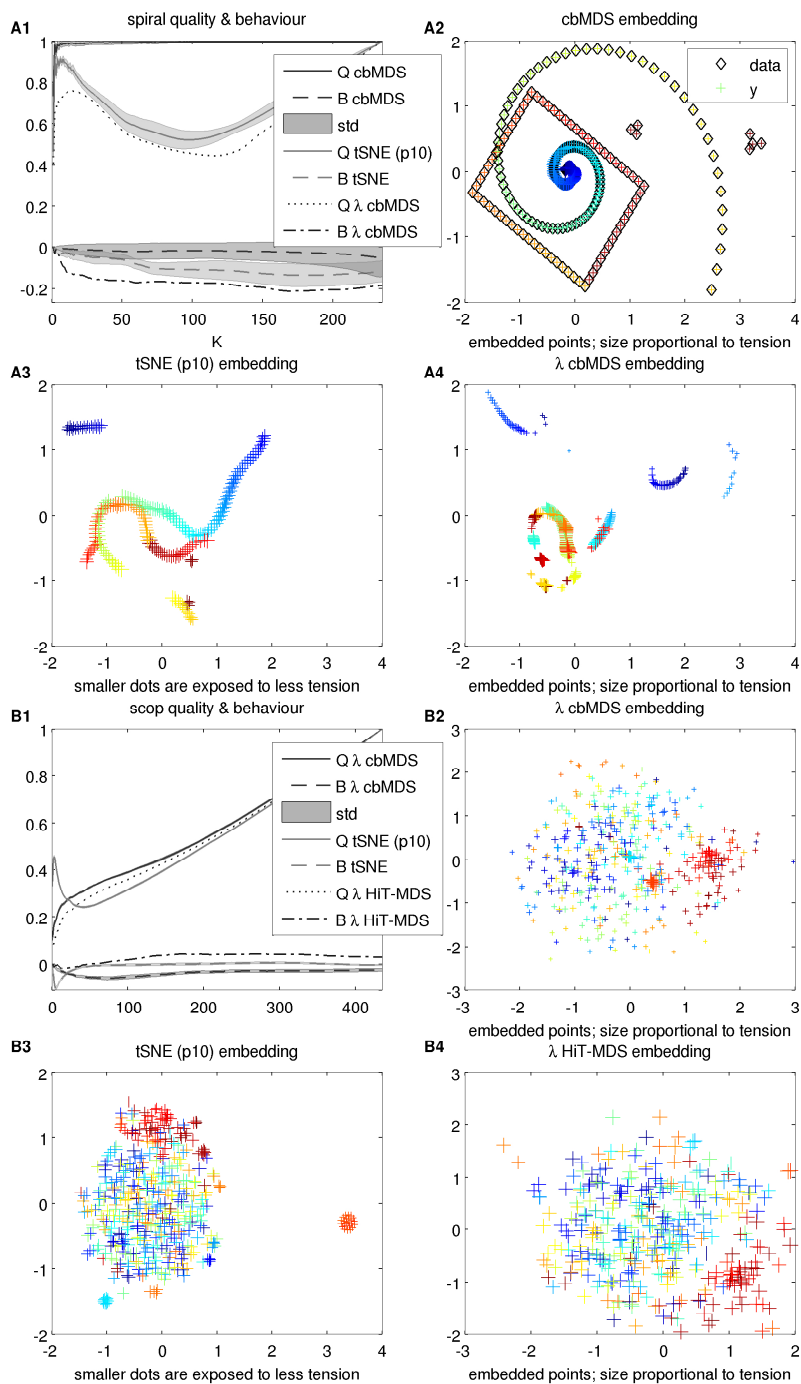 A1
spiral quality & behaviour
1
0.8
0.6
0.4
0.2
0
-0.2
0
50
100
150
200
K
Q cbMDS
B cbMDS
std
Q tSNE (p10)
B tSNE
Q λ cbMDS
B λ cbMDS
A2
cbMDS embedding
2
1
0
-1
-2
-2
-1
0
1
2
3
4
data
y
embedded points; size proportional to tension
A3
tSNE (p10) embedding
2
1
0
-1
-2
-2
-1
0
1
2
3
4
smaller dots are exposed to less tension
A4
λ cbMDS embedding
2
1
0
-1
-2
-2
-1
0
1
2
3
4
embedded points; size proportional to tension
B1
scop quality & behaviour
1
0.8
0.6
0.4
0.2
0
0
100
200
300
400
Q λ cbMDS
B λ cbMDS
std
Q tSNE (p10)
B tSNE
Q λ HiT-MDS
B λ HiT-MDS
B2
λ cbMDS embedding
3
2
1
0
-1
-2
-3
-3
-2
-1
0
1
2
3
embedded points; size proportional to tension
B3
tSNE (p10) embedding
2
1
0
-1
-2
-2
-1
0
1
2
3
4
smaller dots are exposed to less tension
B4
λ HiT-MDS embedding
3
2
1
0
-1
-2
-3
-2
-1
0
1
2
embedded points; size proportional to tension